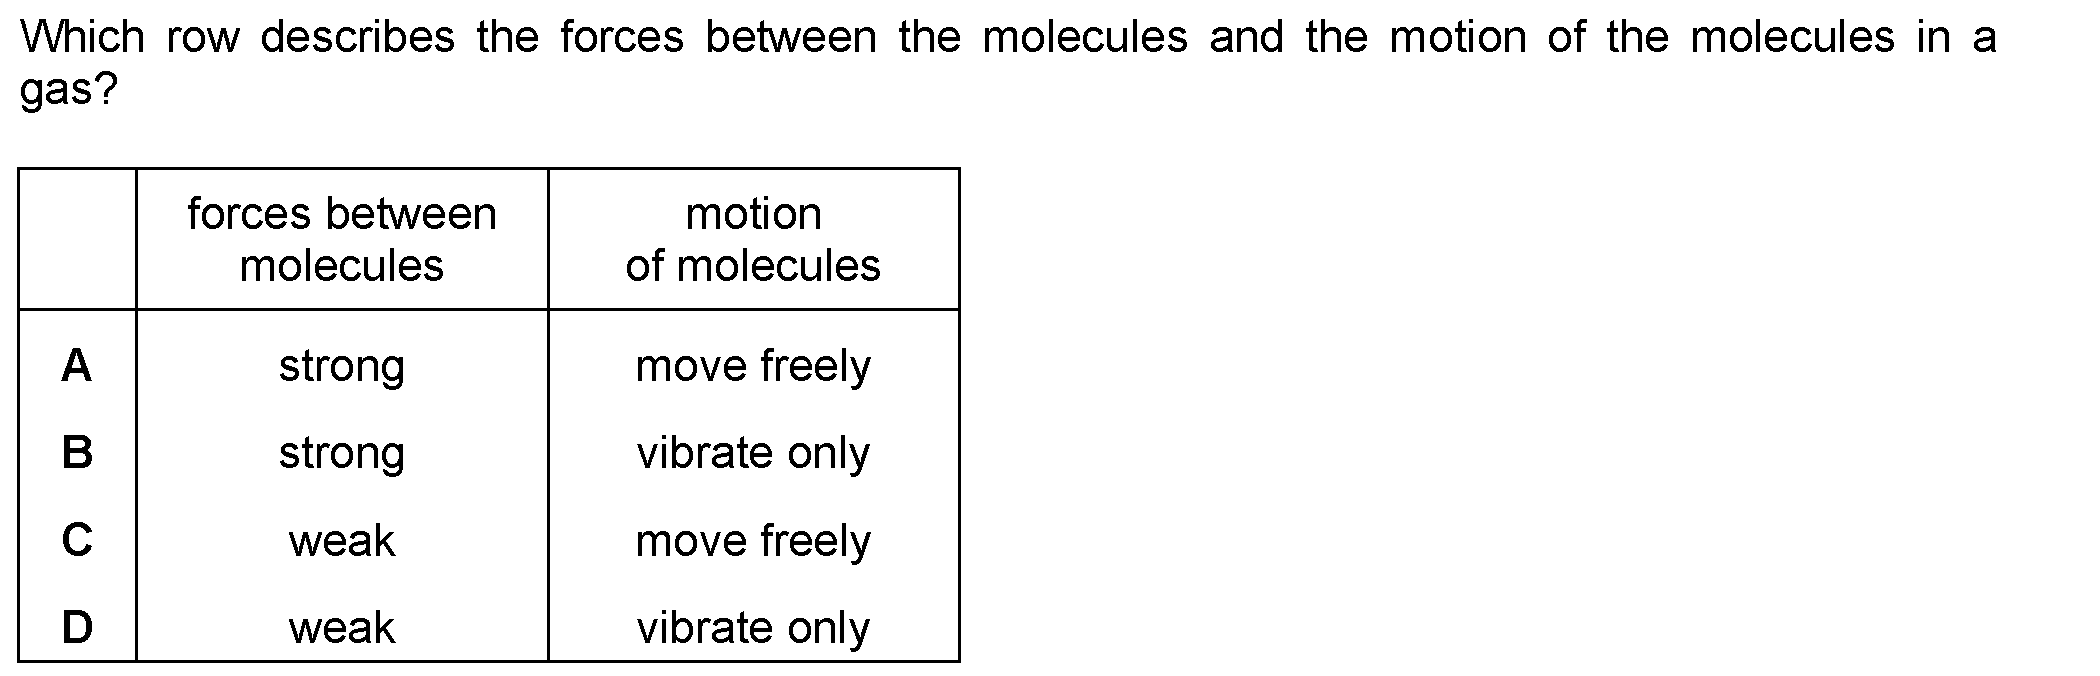 Which row describes the forces between the molecules and the motion of the molecules in a
gas?
forces between
molecules
motion
of molecules
A strong move freely
B strong vibrate only
C weak move freely
D weak vibrate only